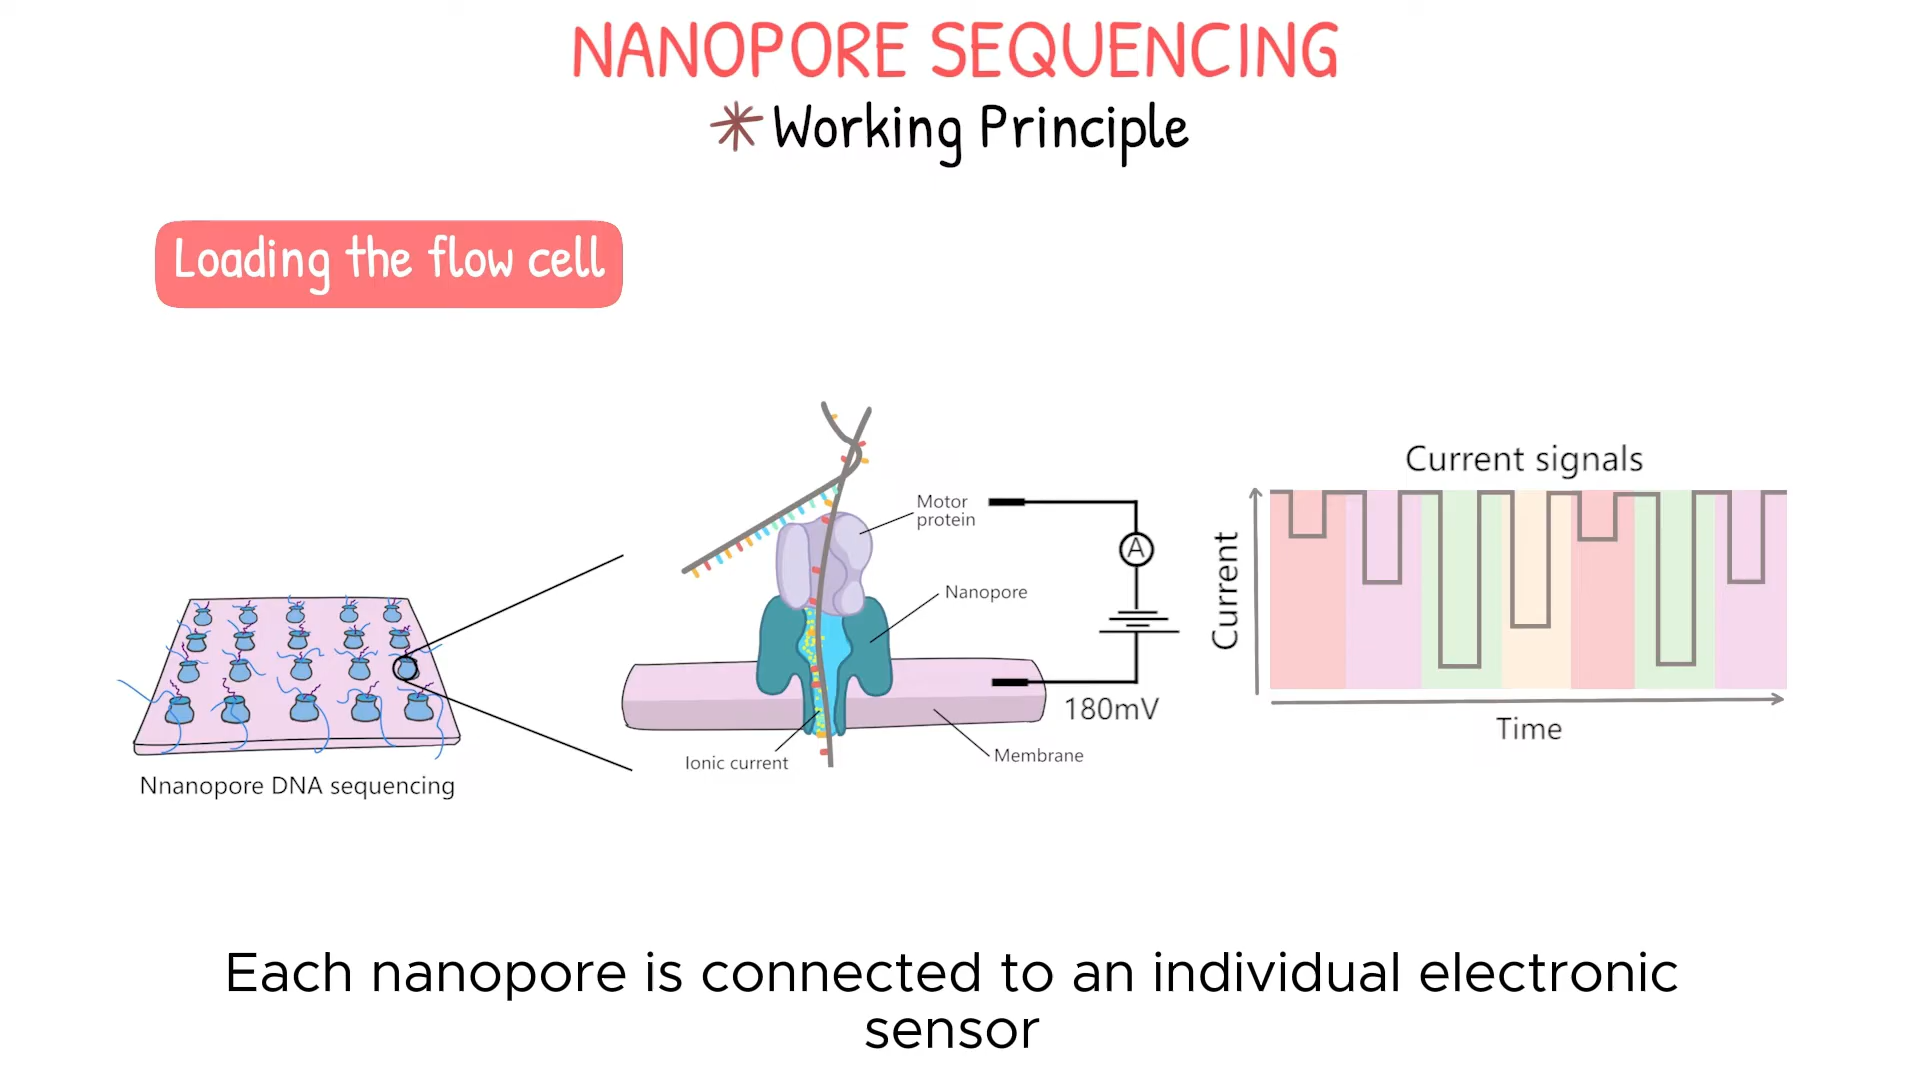 NANOPORE SEQUENCING
Working Principle
Loading the flow cell
Nnanopore DNA sequencing
Motor
protein
Nanopore
Ionic current
Membrane
A
180mV
Current signals
Current
Time
Each nanopore is connected to an individual electronic
sensor